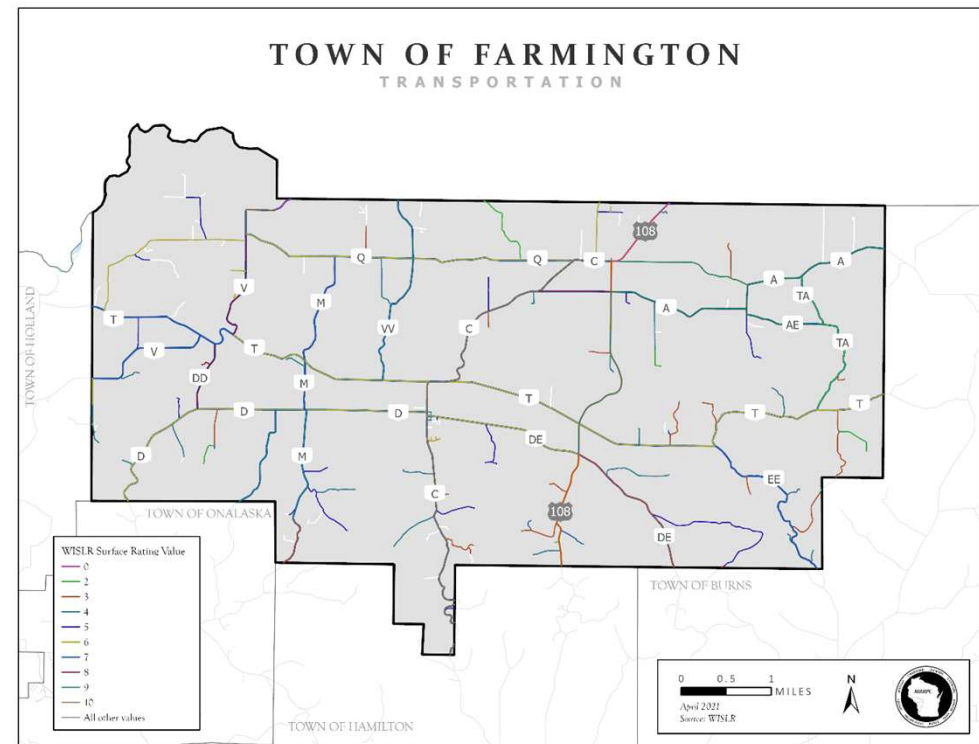 TOWN OF FARMINGTON
TRANSPORTATION
108
Q
Q
C
A
A
V
M
TA
T
VV
C
A
AE
V
T
TA
DD
M
D
D
T
T
T
DE
D
M
EE
C
108
DE
TOWN OF HOLLAND
TOWN OF ONALASKA
TOWN OF BURNS
TOWN OF HAMILTON
WISLR Surface Rating Value
0
2
3
4
5
6
7
8
9
10
All other values
0 0.5 1
MILES
April 2021
Source: WISLR
N